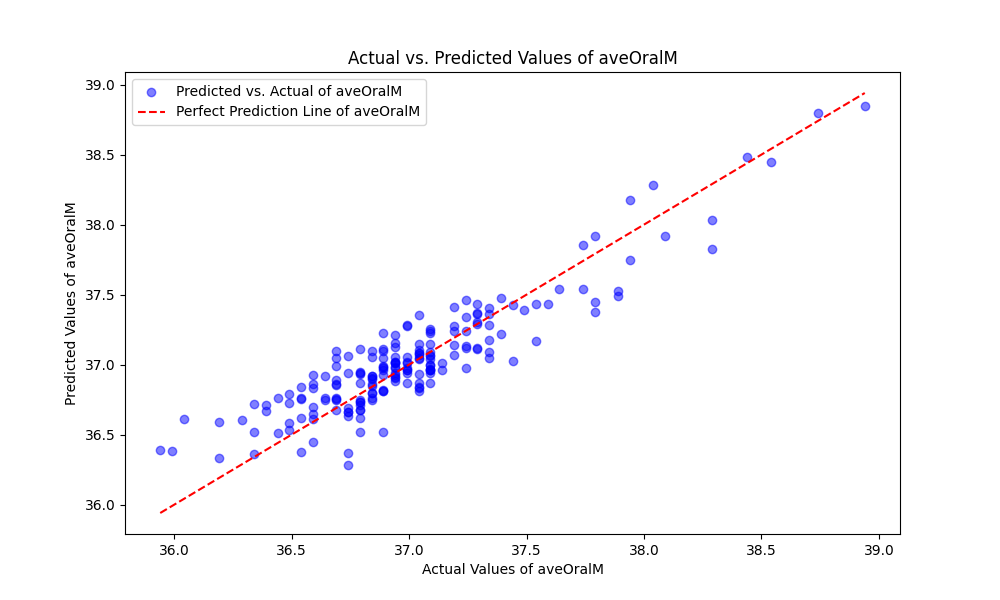 Actual vs. Predicted Values of aveOralM
Predicted vs. Actual of aveOralM
Perfect Prediction Line of aveOralM
39.0
38.5
38.0
37.5
37.0
36.5
36.0
Predicted Values of aveOralM
36.0 36.5 37.0 37.5 38.0 38.5 39.0
Actual Values of aveOralM